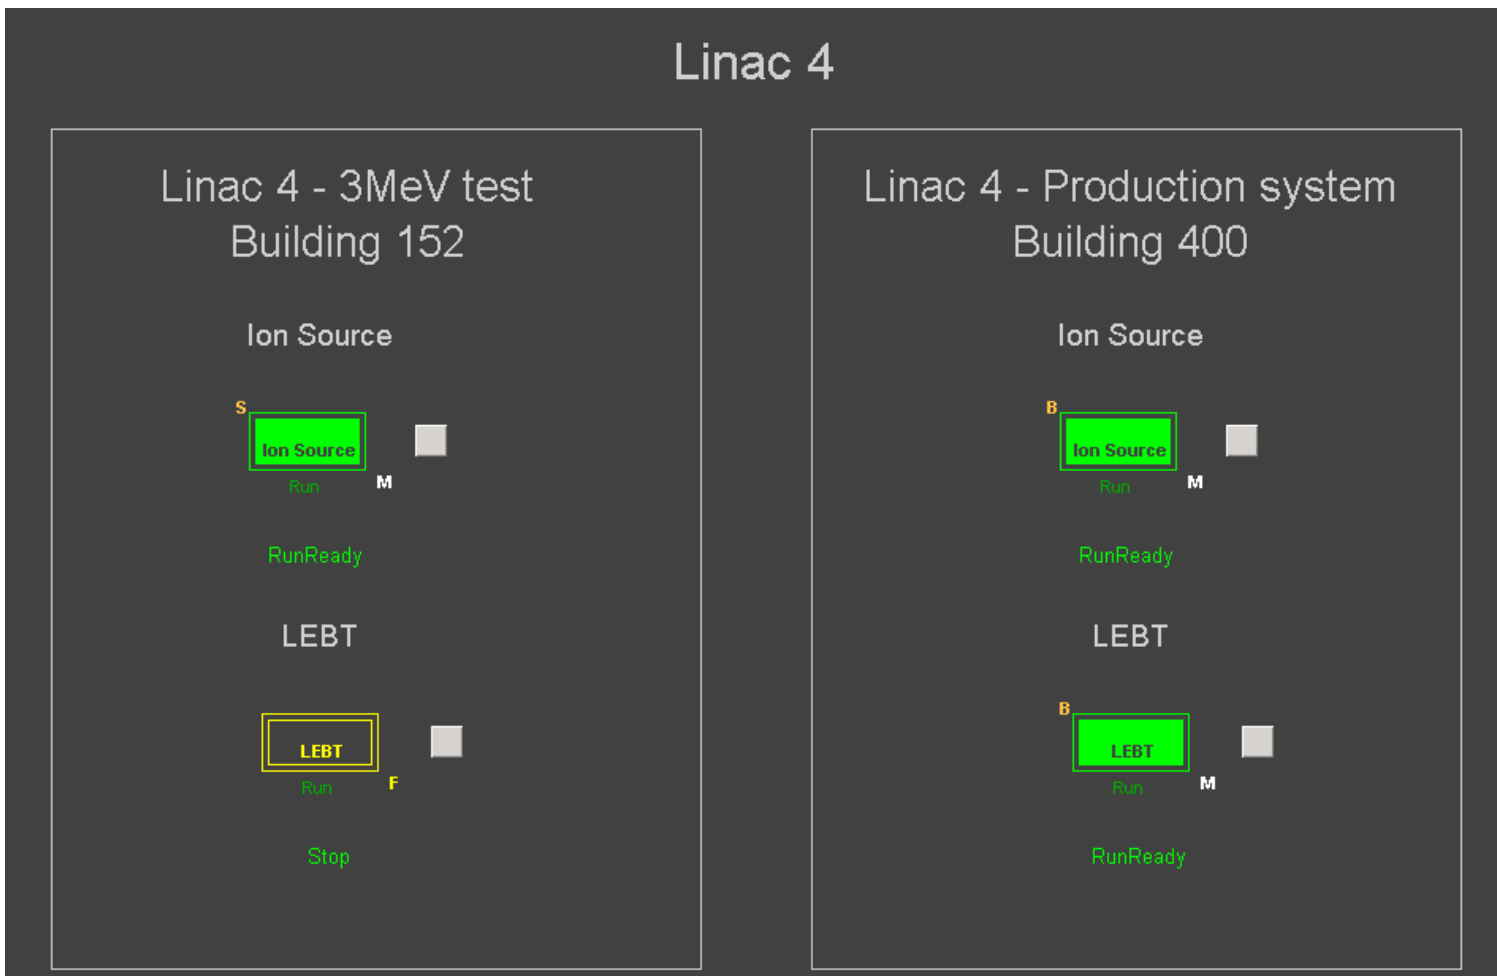 Linac 4
Linac 4 - 3MeV test
Building 152
Ion Source
S
Ion Source
Run
M
RunReady
LEBT
LEBT
Run
F
Stop
Linac 4 - Production system
Building 400
Ion Source
B
Ion Source
Run
M
RunReady
LEBT
B
LEBT
Run
M
RunReady